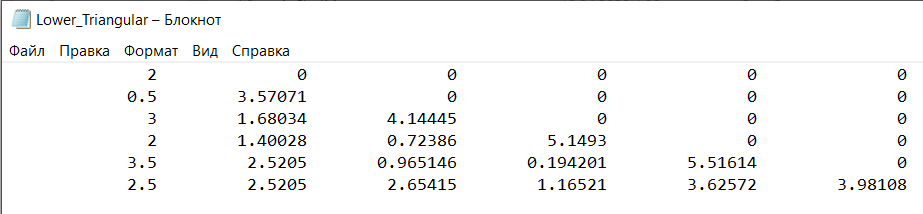 Lower_Triangular – Блокнот
Файл Правка Формат Вид Справка
2 0 0 0 0 0
0.5 3.57071 0 0 0 0
3 1.68034 4.14445 0 0 0
2 1.40028 0.72386 5.1493 0 0
3.5 2.5205 0.965146 0.194201 5.51614 0
2.5 2.5205 2.65415 1.16521 3.62572 3.98108